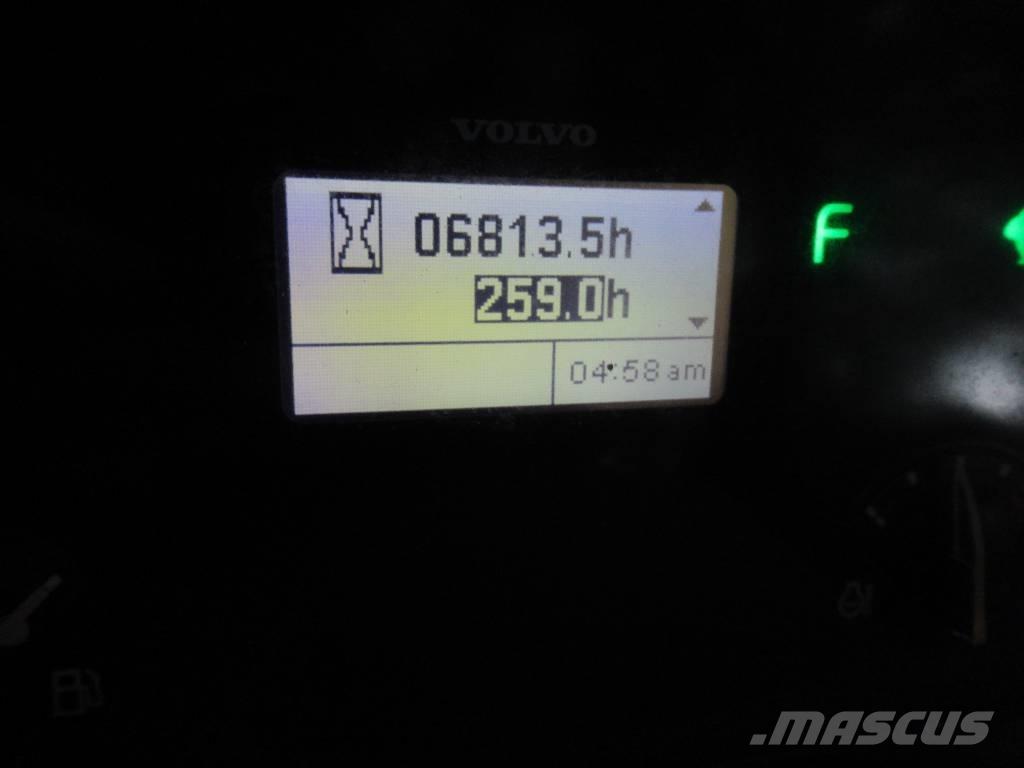 VOLVO
06813.5h
F
259.0h
04:58 am
.MASCUS